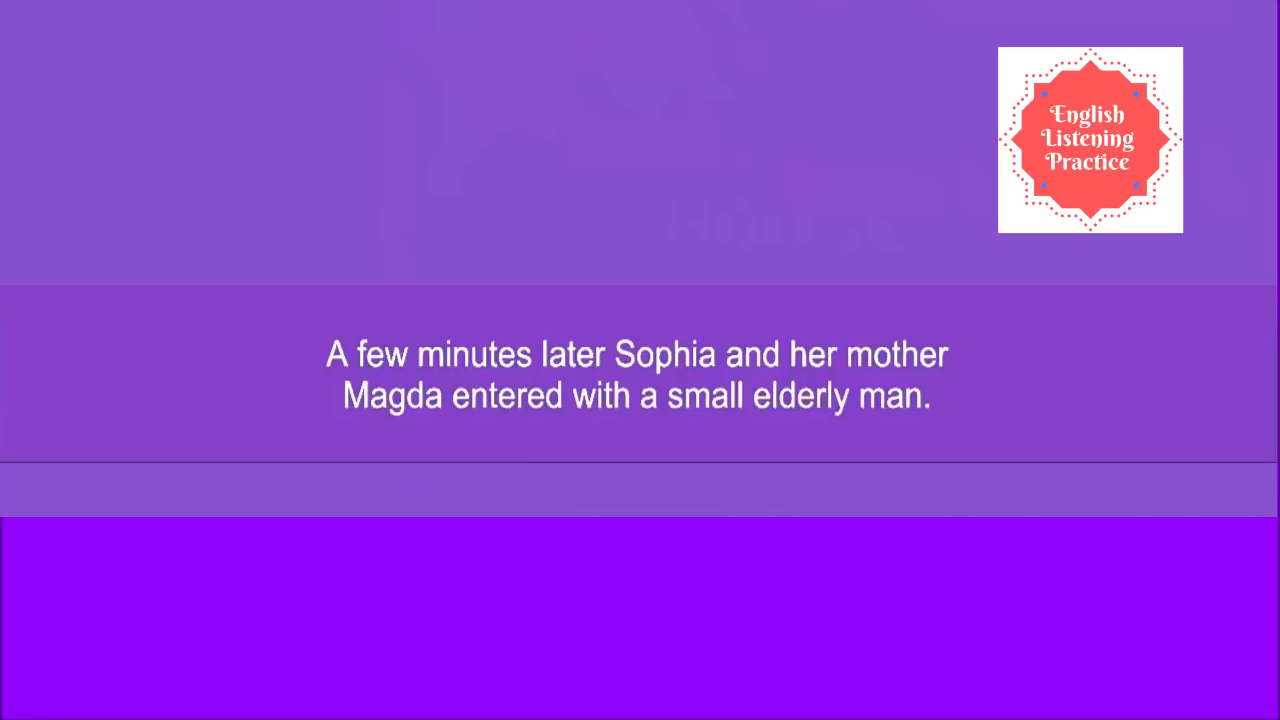 English
Listening
Practice
A few minutes later Sophia and her mother
Magda entered with a small elderly man.